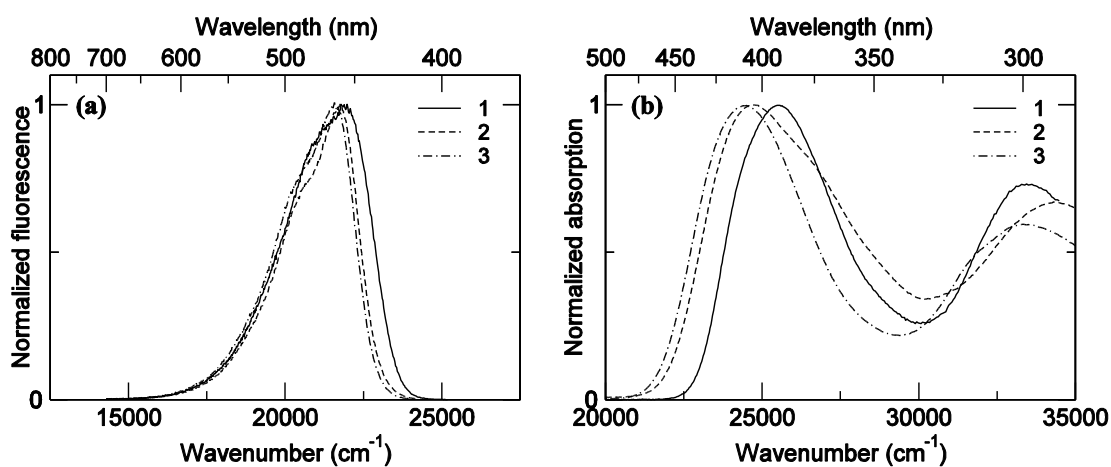 Wavelength (nm)
800 700 600 500 400
(a)
1
2
3
1
0
Normalized fluorescence
15000 20000 25000
Wavenumber (cm-1)
Wavelength (nm)
500 450 400 350 300
(b)
1
2
3
1
0
Normalized absorption
20000 25000 30000 35000
Wavenumber (cm-1)